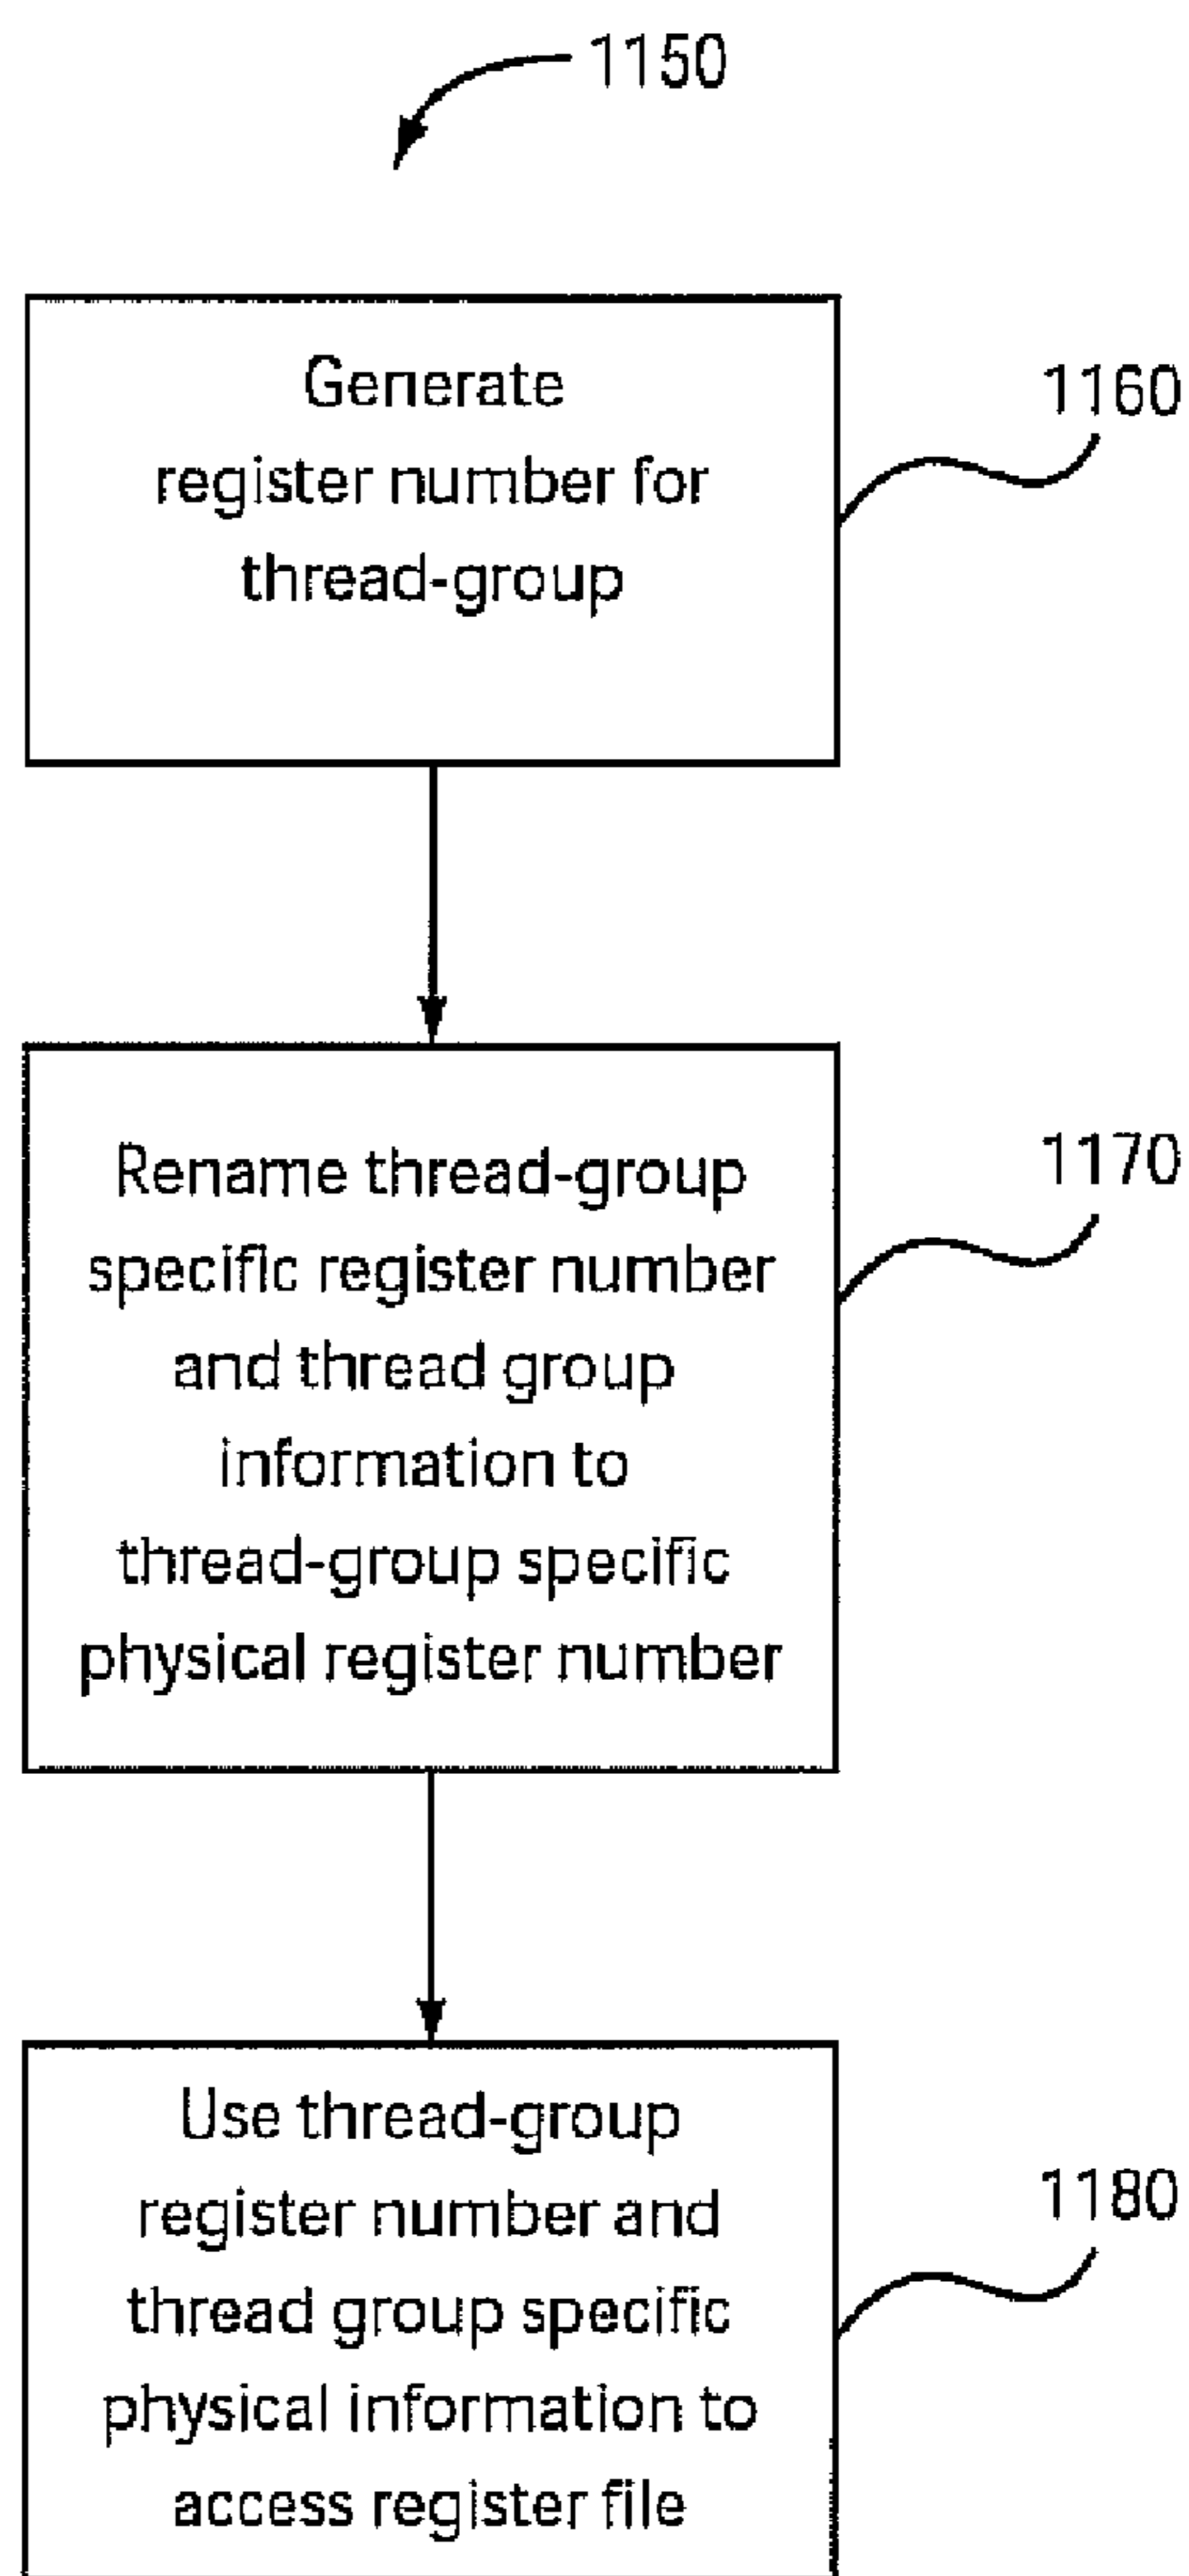 1150
Generate
register number for
thread-group
1160
Rename thread-group
specific register number
and thread group
information to
thread-group specific
physical register number
1170
Use thread-group
register number and
thread group specific
physical information to
access register file
1180